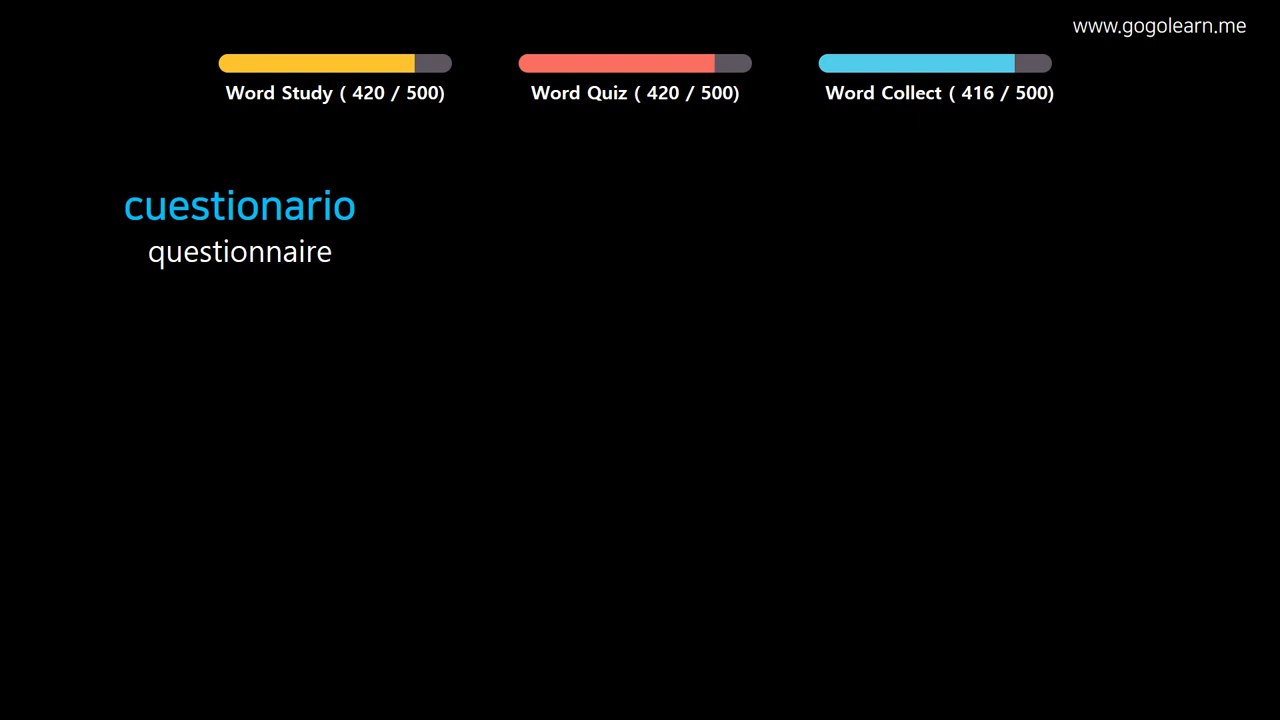 www.gogolearn.me
Word Study ( 420 / 500)
Word Quiz ( 420 / 500)
Word Collect ( 416 / 500)
cuestionario
questionnaire